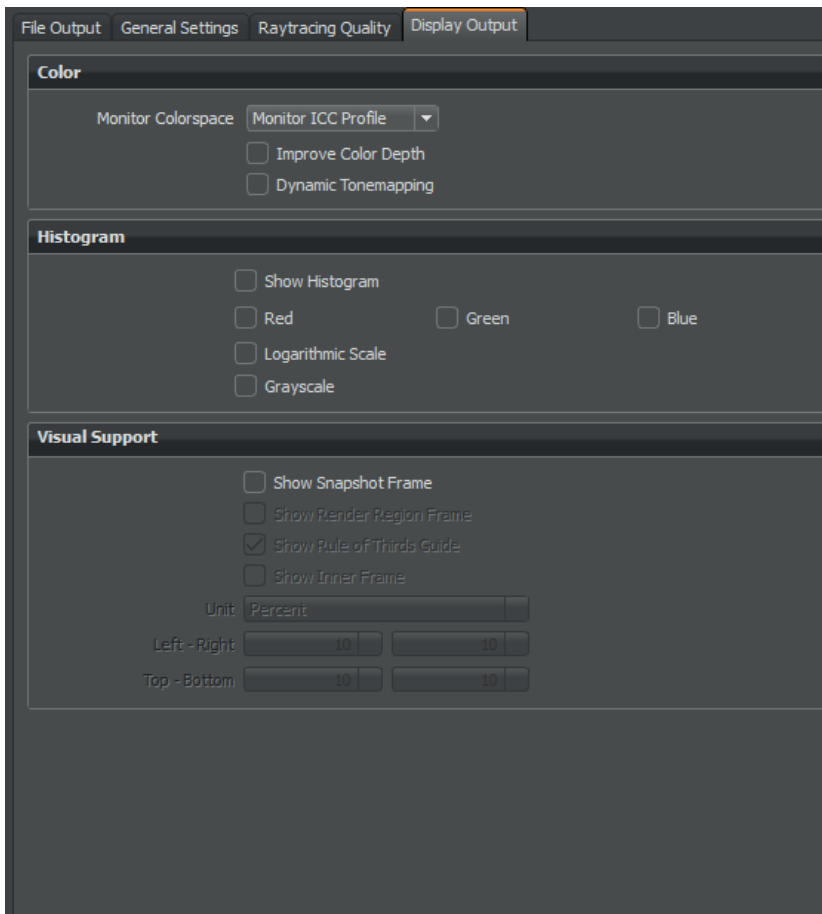 File Output General Settings Raytracing Quality Display Output
Color
Monitor Colorspace Monitor ICC Profile
Improve Color Depth
Dynamic Tonemapping
Histogram
Show Histogram
Red Green Blue
Logarithmic Scale
Grayscale
Visual Support
Show Snapshot Frame
Show Render Region Frame
Show Rule of Thirds Guide
Show Inner Frame
Unit Percent
Left - Right 10 10
Top - Bottom 10 10